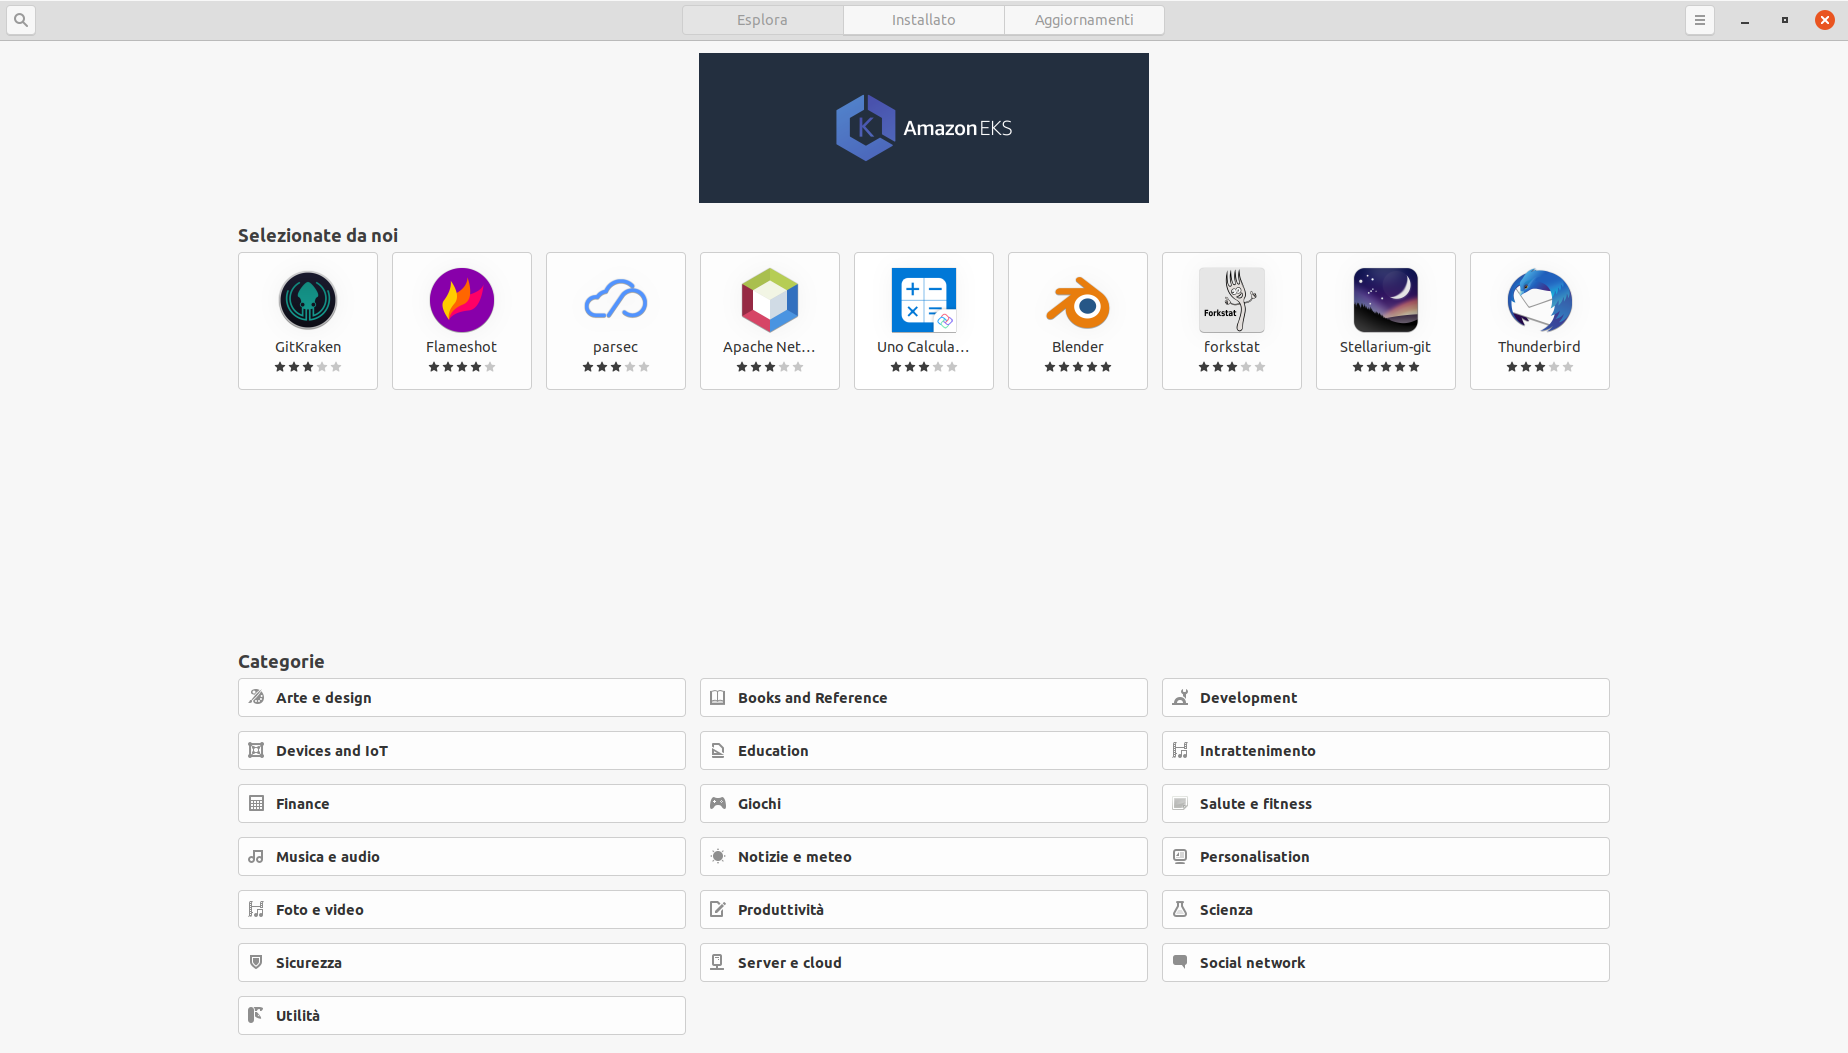 Esplora
Installato
Aggiornamenti
K Amazon EKS
Selezionate da noi
GitKraken
Flameshot
parsec
Apache Net…
Uno Calcula…
Blender
Forkstat
forkstat
Stellarium-git
Thunderbird
Categorie
Arte e design
Books and Reference
Development
Devices and IoT
Education
Intrattenimento
Finance
Giochi
Salute e fitness
Musica e audio
Notizie e meteo
Personalisation
Foto e video
Produttività
Scienza
Sicurezza
Server e cloud
Social network
Utilità